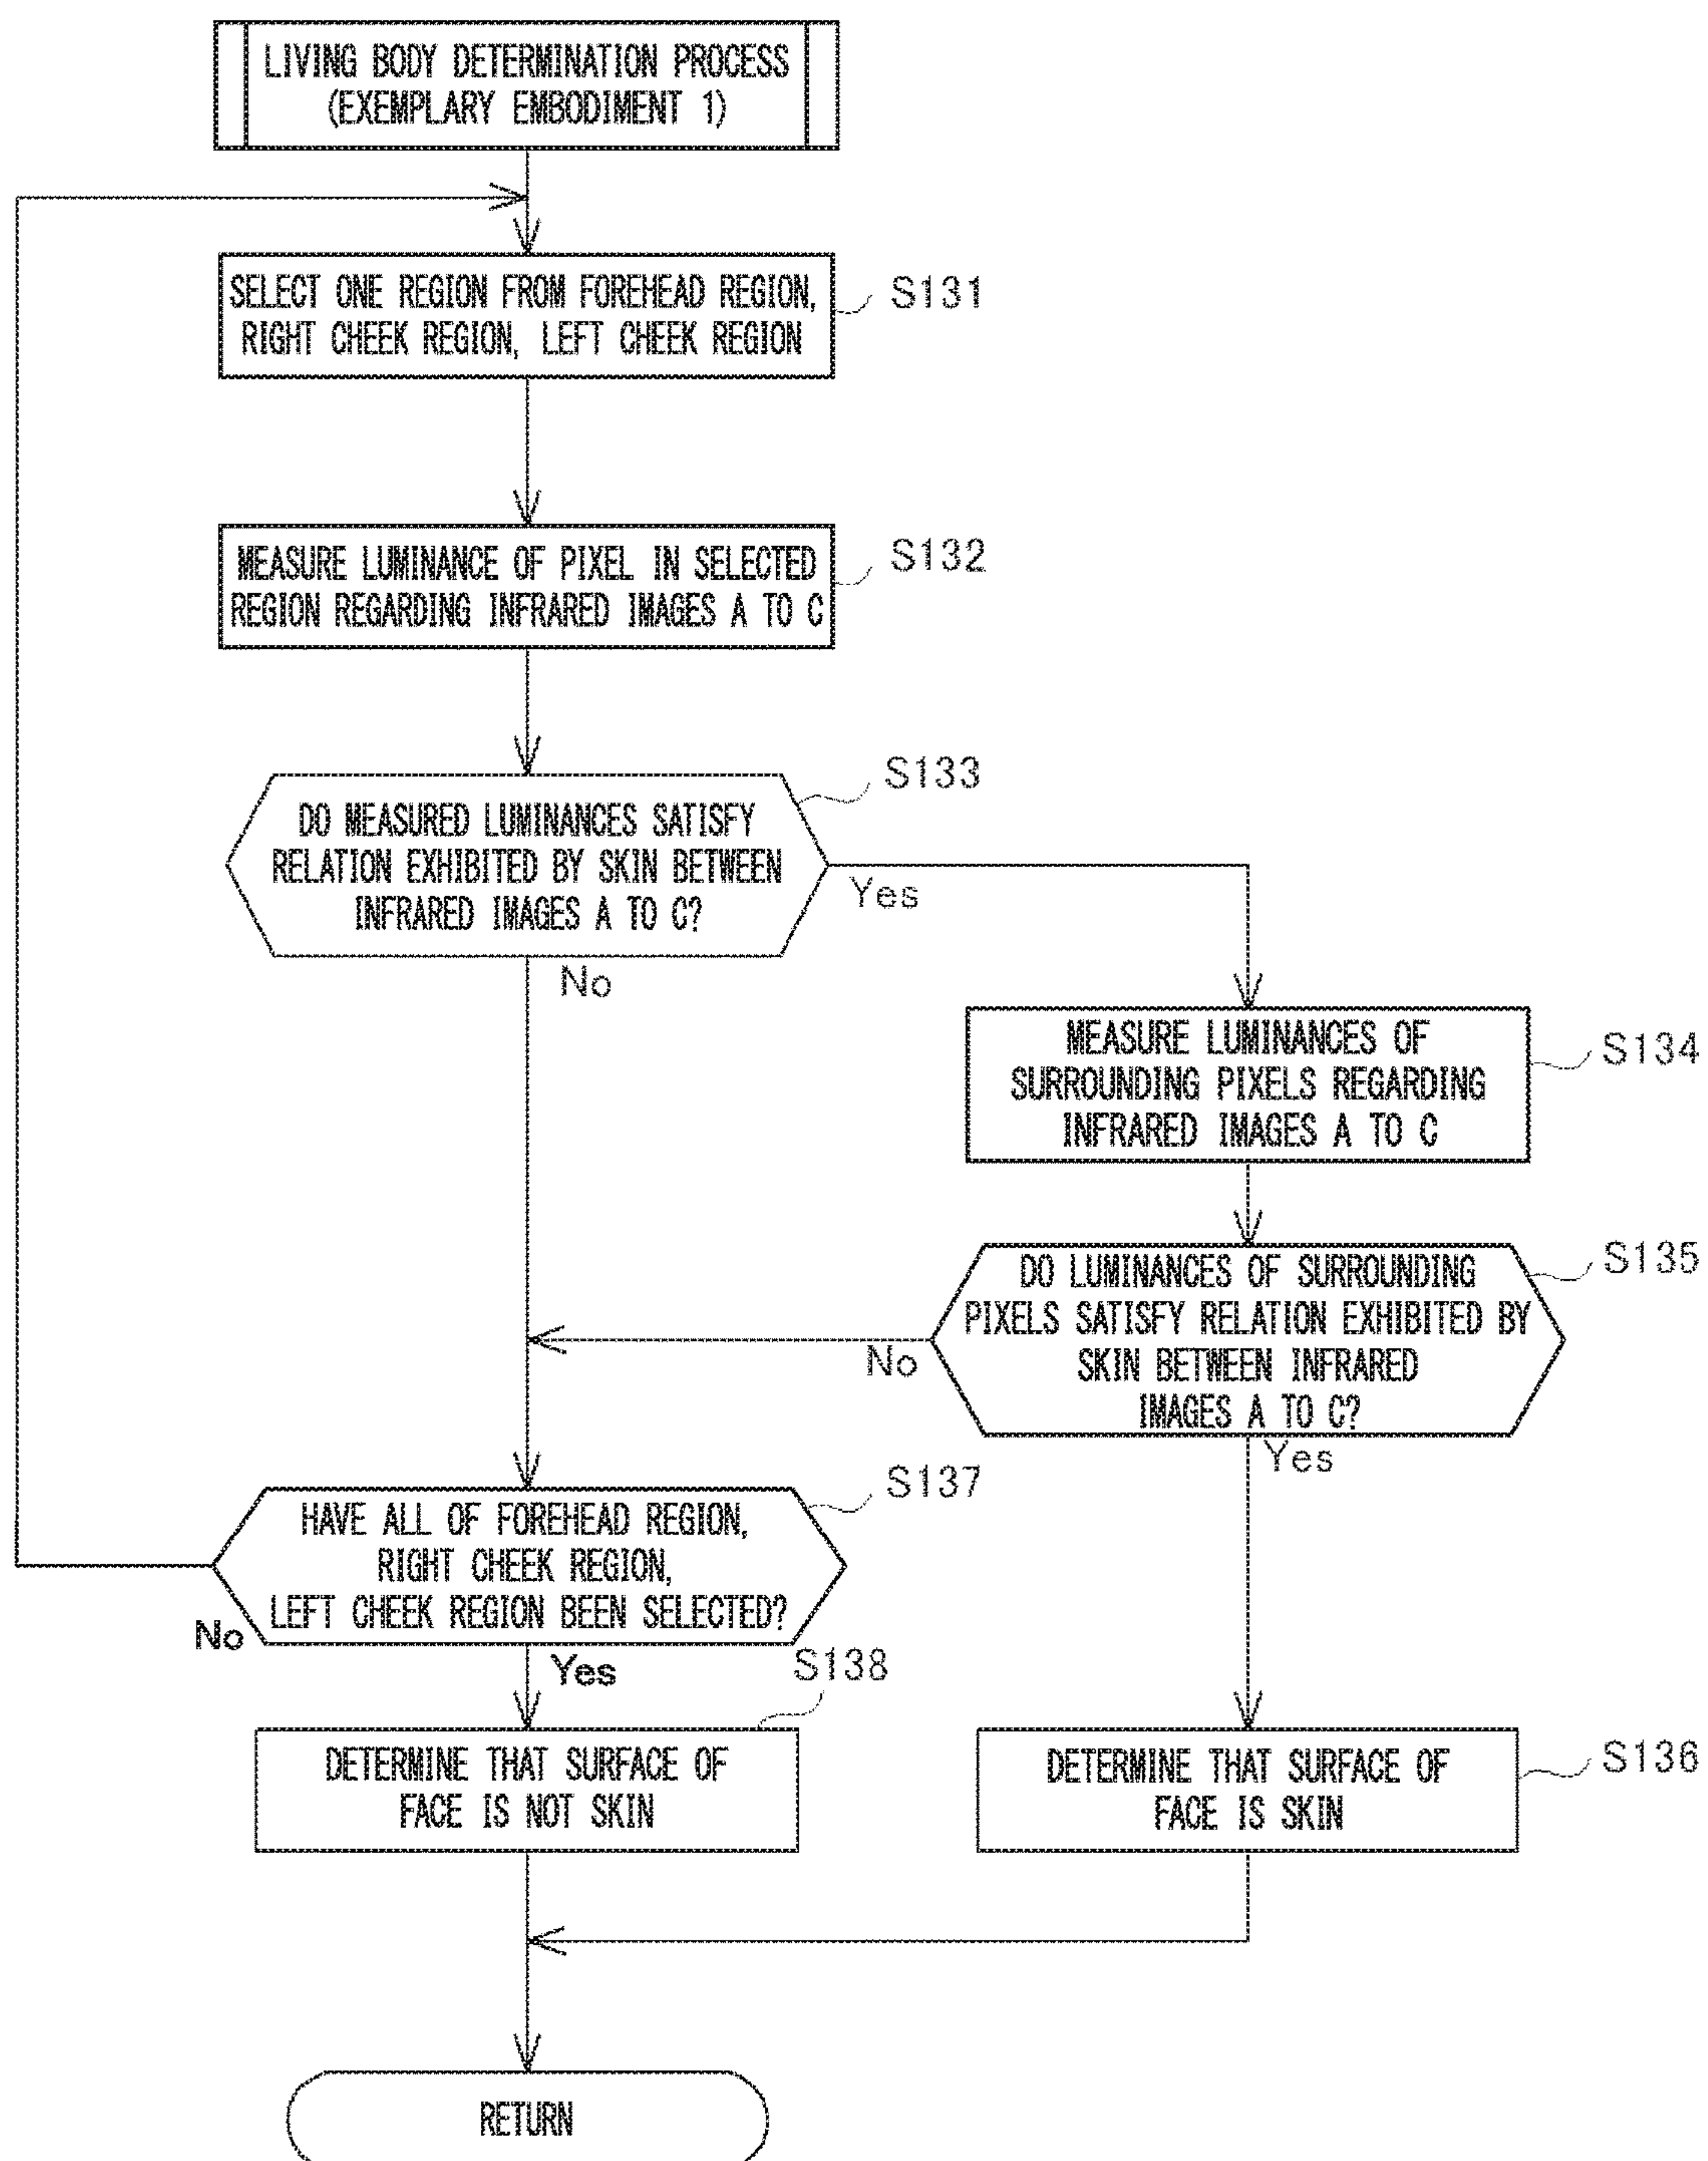 LIVING BODY DETERMINATION PROCESS
(EXEMPLARY EMBODIMENT 1)
SELECT ONE REGION FROM FOREHEAD REGION,
RIGHT CHEEK REGION, LEFT CHEEK REGION
S131
MEASURE LUMINANCE OF PIXEL IN SELECTED
REGION REGARDING INFRARED IMAGES A TO C
S132
DO MEASURED LUMINANCES SATISFY
RELATION EXHIBITED BY SKIN BETWEEN
INFRARED IMAGES A TO C?
S133
Yes
No
MEASURE LUMINANCES OF
SURROUNDING PIXELS REGARDING
INFRARED IMAGES A TO C
S134
DO LUMINANCES OF SURROUNDING
PIXELS SATISFY RELATION EXHIBITED BY
SKIN BETWEEN INFRARED
IMAGES A TO C?
S135
No
Yes
HAVE ALL OF FOREHEAD REGION,
RIGHT CHEEK REGION,
LEFT CHEEK REGION BEEN SELECTED?
S137
No
Yes
DETERMINE THAT SURFACE OF
FACE IS NOT SKIN
S138
DETERMINE THAT SURFACE OF
FACE IS SKIN
S136
RETURN